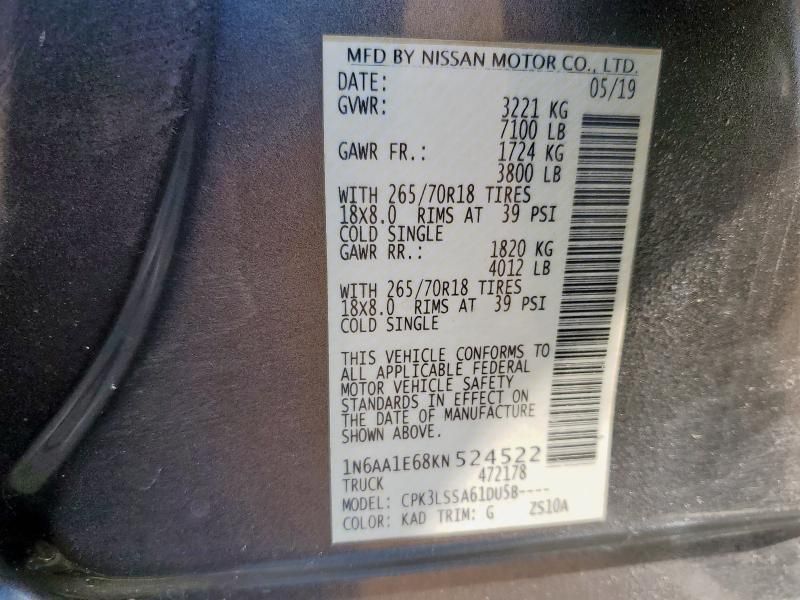 MFD BY NISSAN MOTOR CO., LTD.
DATE: 05/19
GVWR: 3221 KG
7100 LB
GAWR FR.: 1724 KG
3800 LB
WITH 265/70R18 TIRES
18X8.0 RIMS AT 39 PSI
COLD SINGLE
GAWR RR.: 1820 KG
4012 LB
WITH 265/70R18 TIRES
18X8.0 RIMS AT 39 PSI
COLD SINGLE
THIS VEHICLE CONFORMS TO
ALL APPLICABLE FEDERAL
MOTOR VEHICLE SAFETY
STANDARDS IN EFFECT ON
THE DATE OF MANUFACTURE
SHOWN ABOVE.
1N6AA1E68KN524522
TRUCK 472178
MODEL: CPK3LSSA61DU5B----
COLOR: KAD TRIM: G ZS10A